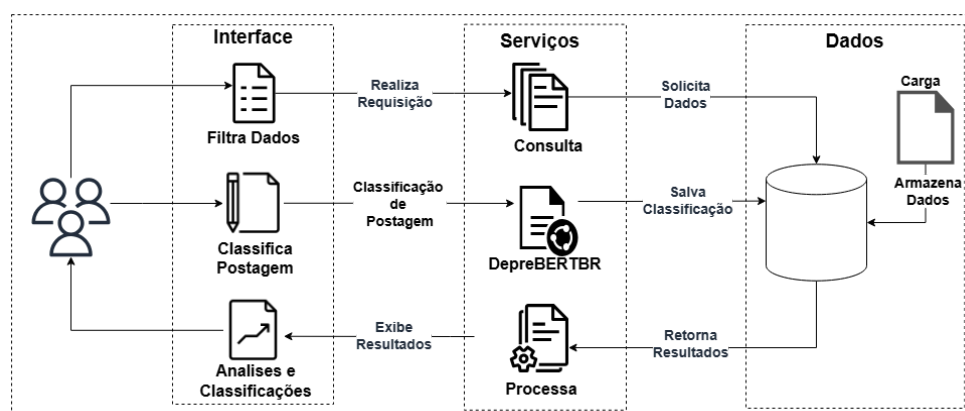 Interface
Serviços
Dados
Filtra Dados
Realiza
Requisição
Consulta
Solicita
Dados
Carga
Armazena
Dados
Classifica
Postagem
Classificação
de
Postagem
DepreBERTBR
Salva
Classificação
Analises e
Classificações
Exibe
Resultados
Processa
Retorna
Resultados